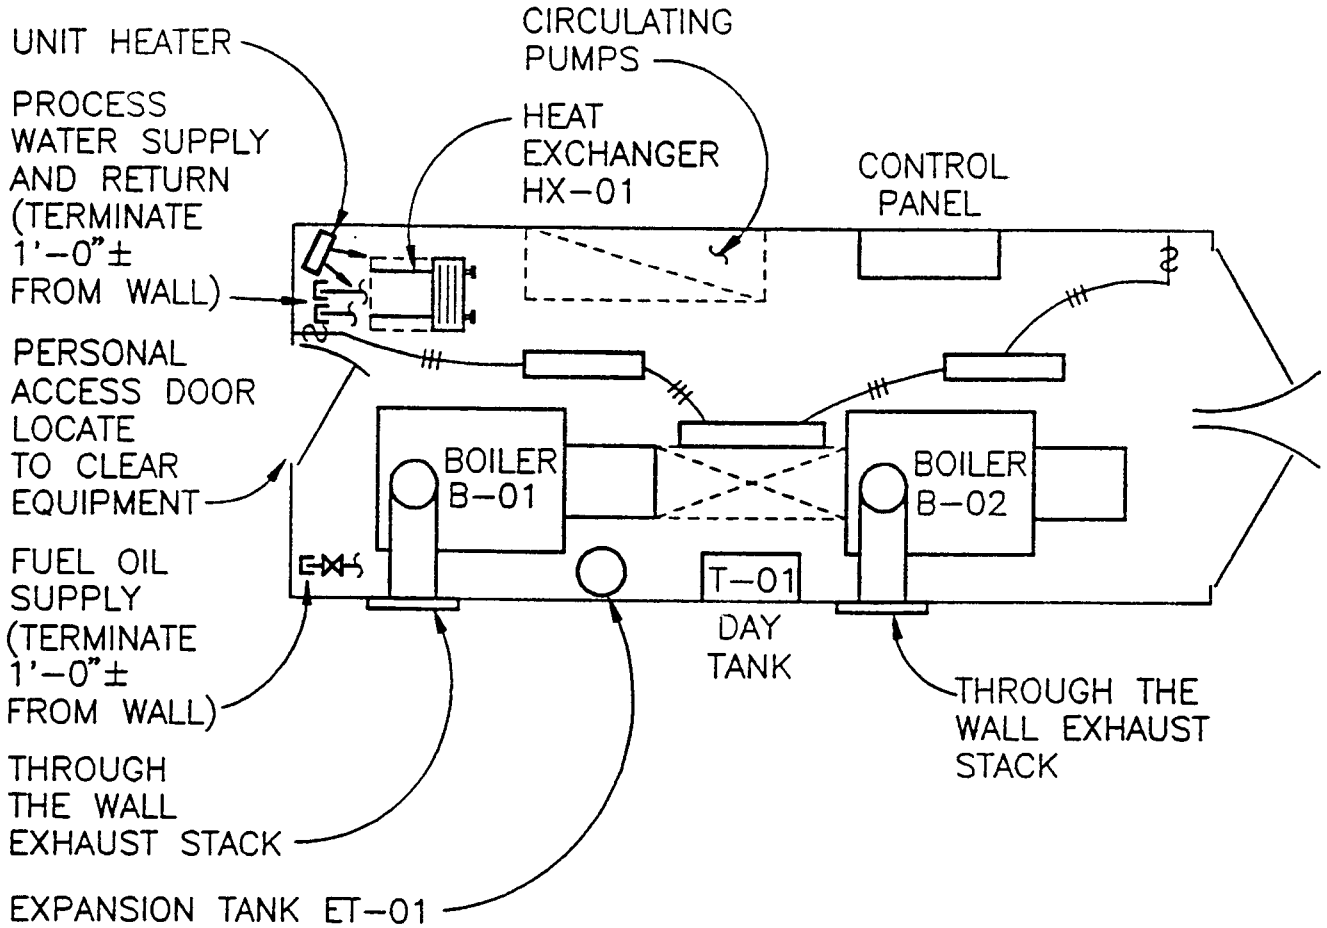 UNIT HEATER
PROCESS
WATER SUPPLY
AND RETURN
(TERMINATE
1'-0"±
FROM WALL)
PERSONAL
ACCESS DOOR
LOCATE
TO CLEAR
EQUIPMENT
FUEL OIL
SUPPLY
(TERMINATE
1'-0"±
FROM WALL)
THROUGH
THE WALL
EXHAUST STACK
EXPANSION TANK ET-01
CIRCULATING
PUMPS
HEAT
EXCHANGER
HX-01
CONTROL
PANEL
BOILER
B-01
BOILER
B-02
T-01
DAY
TANK
THROUGH THE
WALL EXHAUST
STACK